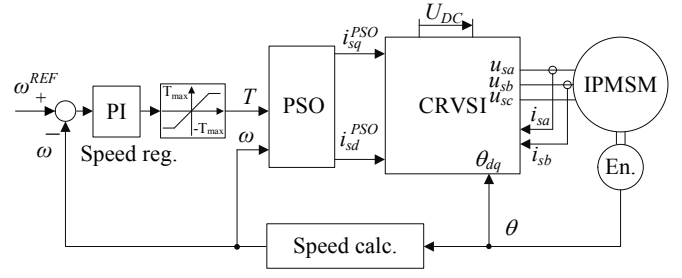 U_DC
ω^REF
+
−
ω
PI
Speed reg.
T_max
-T_max
T
ω
PSO
i_sq^PSO
i_sd^PSO
CRVSI
θ_dq
u_sa
u_sb
u_sc
i_sa
i_sb
IPMSM
En.
Speed calc.
θ